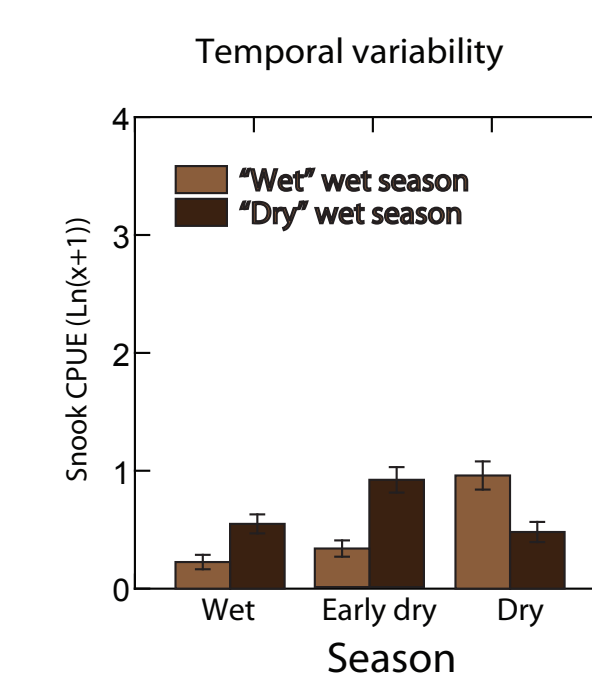 Temporal variability
4
3
2
1
0
Snook CPUE (Ln(x+1))
“Wet” wet season
“Dry” wet season
Wet
Early dry
Dry
Season